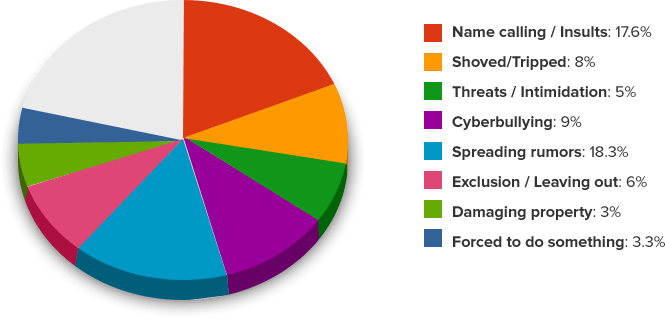 Name calling / Insults: 17.6%
Shoved/Tripped: 8%
Threats / Intimidation: 5%
Cyberbullying: 9%
Spreading rumors: 18.3%
Exclusion / Leaving out: 6%
Damaging property: 3%
Forced to do something: 3.3%